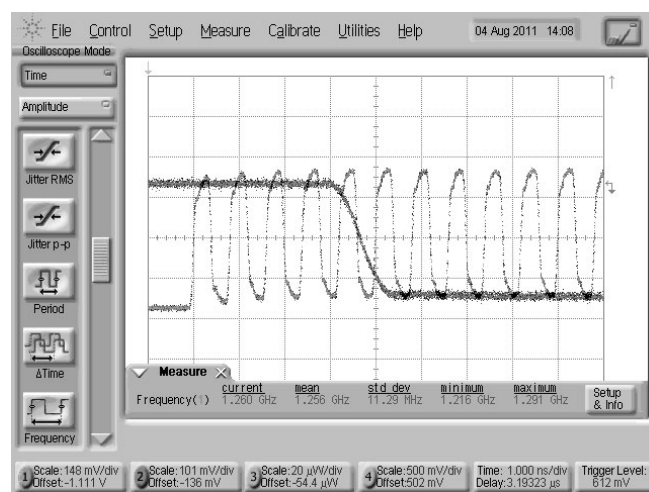 File Control Setup Measure Calibrate Utilities Help 04 Aug 2011 14:08
Oscilloscope Mode
Time
Amplitude
Jitter RMS
Jitter p-p
Period
ΔTime
Frequency
Measure
current mean std dev minimum maximum
Frequency(1) 1.260 GHz 1.256 GHz 11.29 MHz 1.216 GHz 1.291 GHz
Setup
& Info
1 Scale:148 mV/div
Offset:-1.111 V
2 Scale:101 mV/div
Offset:-136 mV
3 Scale:20 µW/div
Offset:-54.4 µW
4 Scale:500 mV/div
Offset:502 mV
Time: 1.000 ns/div
Delay:3.19323 µs
Trigger Level:
612 mV